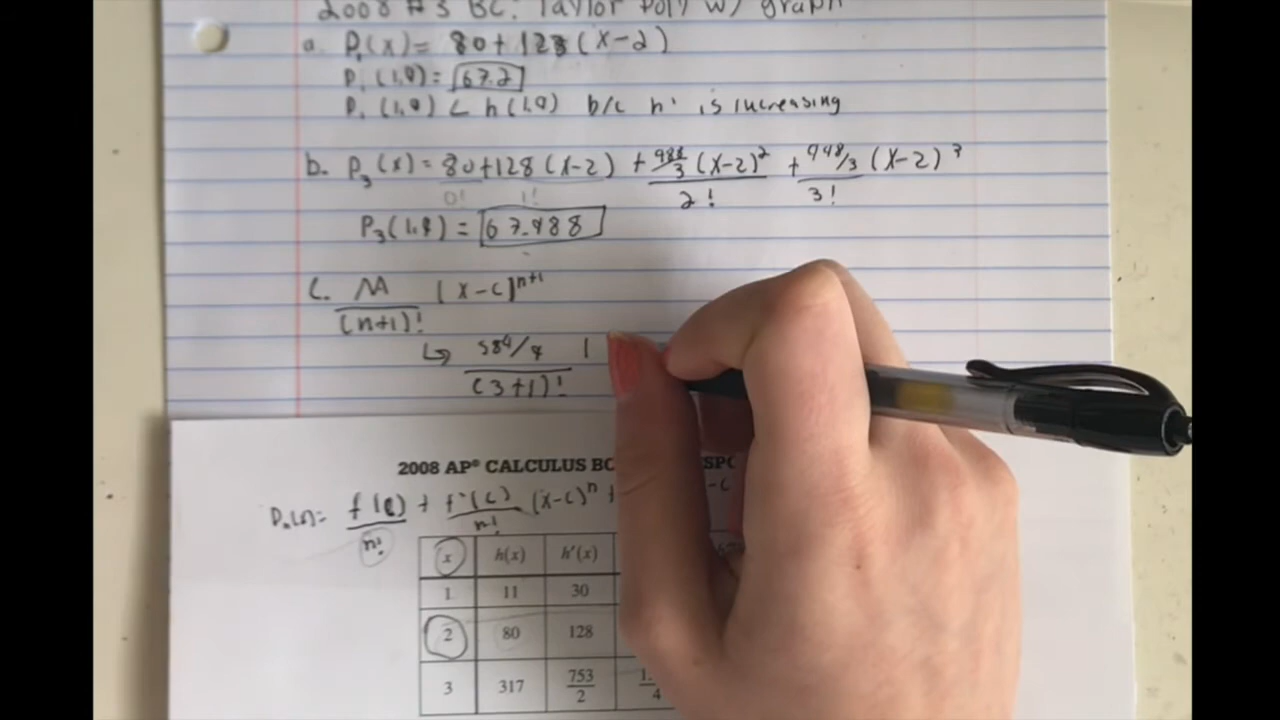 2008 #3 BC: Taylor Poly w/ graph
a. P₁(x) = 80+128(x-2)
P₁(1.9) = 67.2
P₁(1.9) < h(1.9) b/c h' is increasing
b. P₃(x) = 80+128(x-2) + 488/3 (x-2)² + 448/3 (x-2)³
0! 1! 2! 3!
P₃(1.9) = 67.988
c. M |x-c|ⁿ⁺¹
(n+1)!
↳ 584/9 |
(3+1)!
2008 AP® CALCULUS BC
Pₙ(x)= f(c) + f'(c) (x-c)ⁿ +
n! n!
x h(x) h'(x)
1 11 30
2 80 128
3 317 753/2